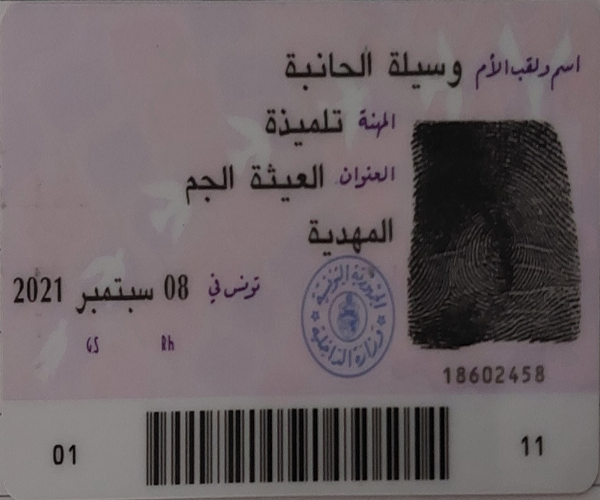 اسم ولقب الأم وسيلة الحانبة
المهنة تلميذة
العنوان العيثة الجم
المهدية
تونس في 08 سبتمبر 2021
Rh GS
الجمهورية التونسية
وزارة الداخلية
18602458
01 11